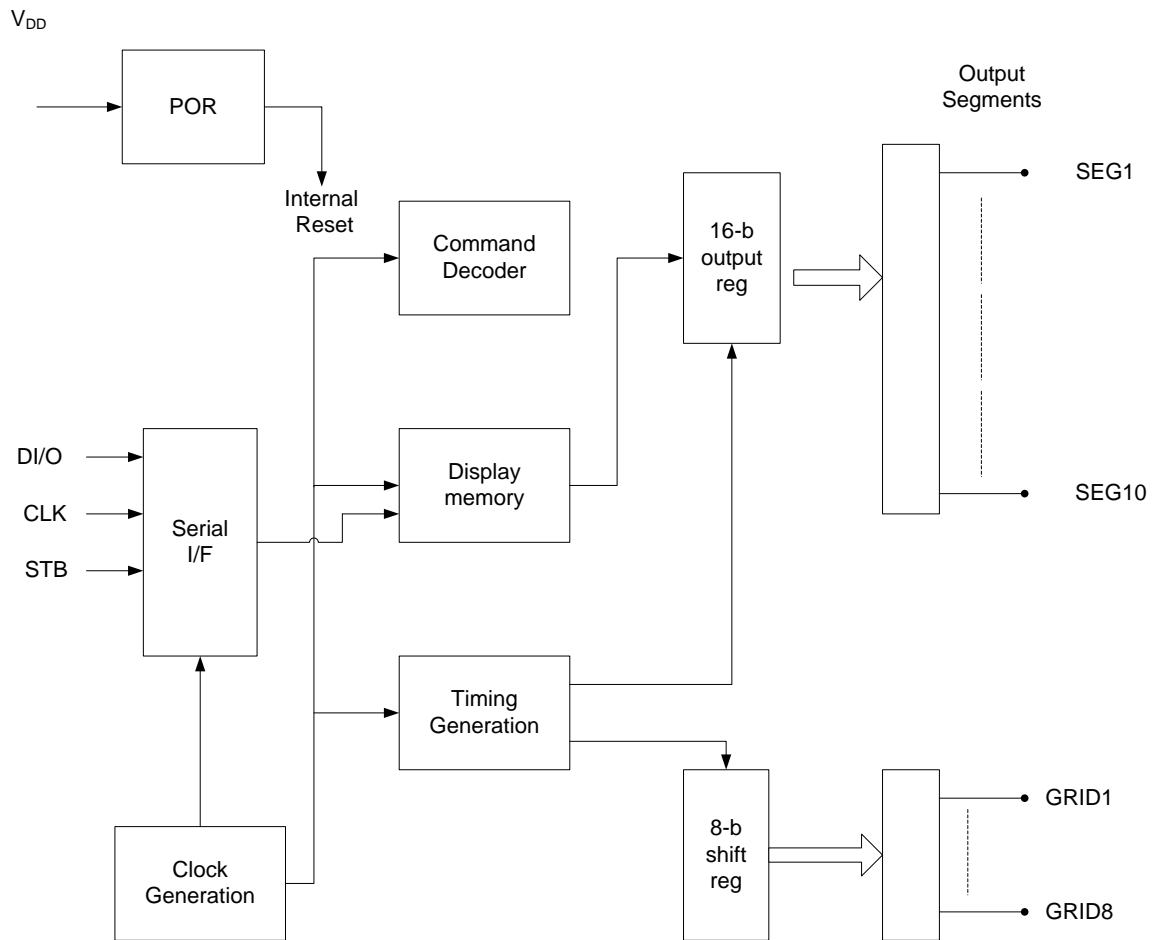 VDD
POR
Internal
Reset
Output
Segments
Command
Decoder
16-b
output
reg
SEG1
SEG10
DI/O
CLK
STB
Serial
I/F
Display
memory
Timing
Generation
Clock
Generation
8-b
shift
reg
GRID1
GRID8